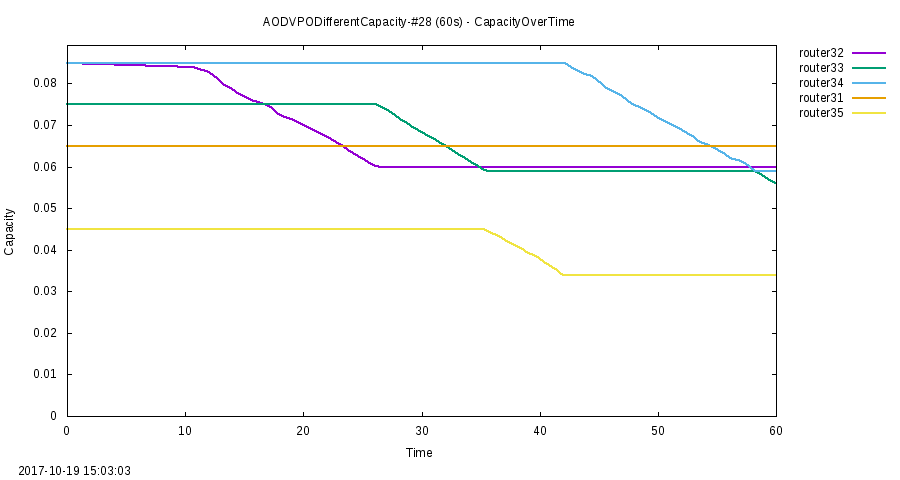 AODVPODifferentCapacity-#28 (60s) - CapacityOverTime
router32
router33
router34
router31
router35
0.08
0.07
0.06
0.05
0.04
0.03
0.02
0.01
0
Capacity
0 10 20 30 40 50 60
Time
2017-10-19 15:03:03